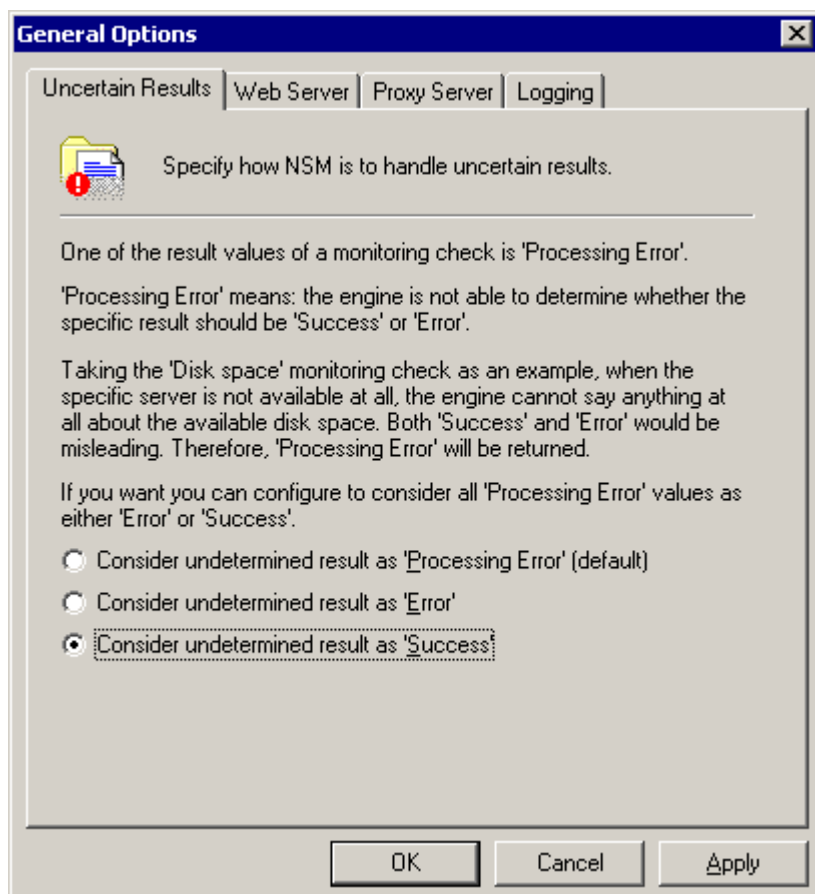 General Options
Uncertain Results
Web Server
Proxy Server
Logging
Specify how NSM is to handle uncertain results.
One of the result values of a monitoring check is 'Processing Error'.
'Processing Error' means: the engine is not able to determine whether the
specific result should be 'Success' or 'Error'.
Taking the 'Disk space' monitoring check as an example, when the
specific server is not available at all, the engine cannot say anything at
all about the available disk space. Both 'Success' and 'Error' would be
misleading. Therefore, 'Processing Error' will be returned.
If you want you can configure to consider all 'Processing Error' values as
either 'Error' or 'Success'.
Consider undetermined result as 'Processing Error' (default)
Consider undetermined result as 'Error'
Consider undetermined result as 'Success'
OK
Cancel
Apply